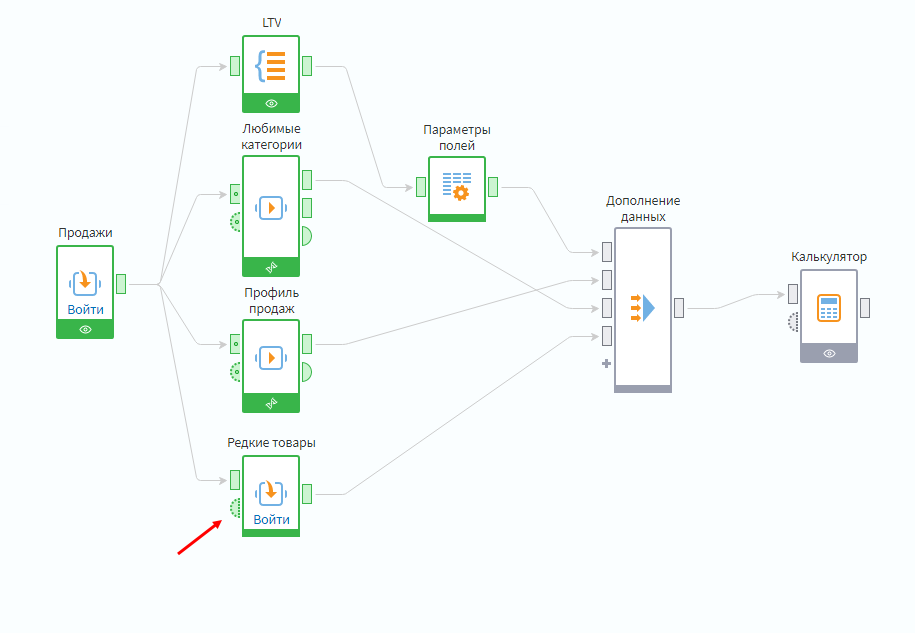 LTV
Любимые
категории
Параметры
полей
Дополнение
данных
Продажи
Войти
Калькулятор
Профиль
продаж
Редкие товары
Войти